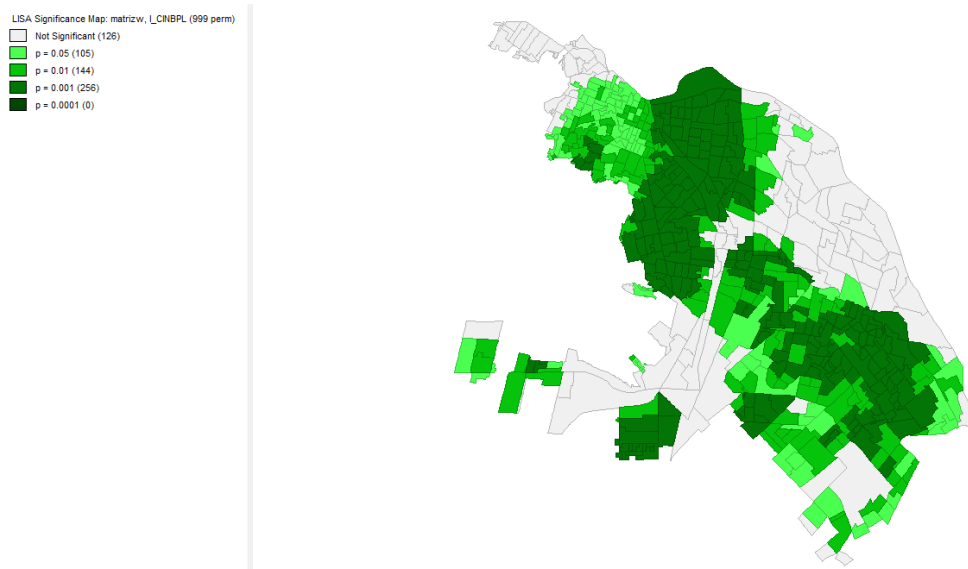 LISA Significance Map: matrizw, I_CINBPL (999 perm)
Not Significant (126)
p = 0.05 (105)
p = 0.01 (144)
p = 0.001 (256)
p = 0.0001 (0)